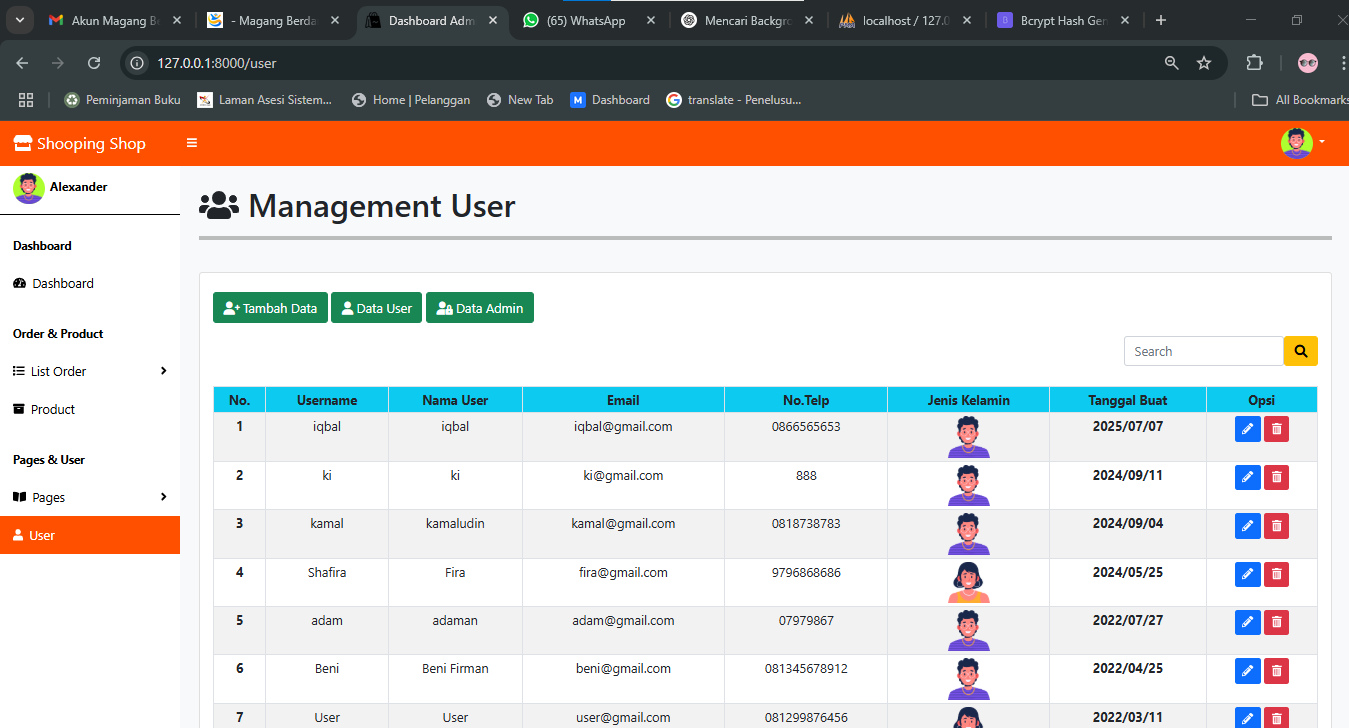 Akun Magang Be
- Magang Berda
Dashboard Adm
(65) WhatsApp
Mencari Backgro
localhost / 127.0
Bcrypt Hash Gen
127.0.0.1:8000/user
Peminjaman Buku
Laman Asesi Sistem...
Home | Pelanggan
New Tab
Dashboard
translate - Penelusu...
All Bookmarks
Shooping Shop
Alexander
Management User
Dashboard
Dashboard
Order & Product
List Order
Product
Pages & User
Pages
User
Tambah Data
Data User
Data Admin
Search
No. Username Nama User Email No.Telp Jenis Kelamin Tanggal Buat Opsi
1 iqbal iqbal iqbal@gmail.com 0866565653 2025/07/07
2 ki ki ki@gmail.com 888 2024/09/11
3 kamal kamaludin kamal@gmail.com 0818738783 2024/09/04
4 Shafira Fira fira@gmail.com 9796868686 2024/05/25
5 adam adaman adam@gmail.com 07979867 2022/07/27
6 Beni Beni Firman beni@gmail.com 081345678912 2022/04/25
7 User User user@gmail.com 081299876456 2022/03/11